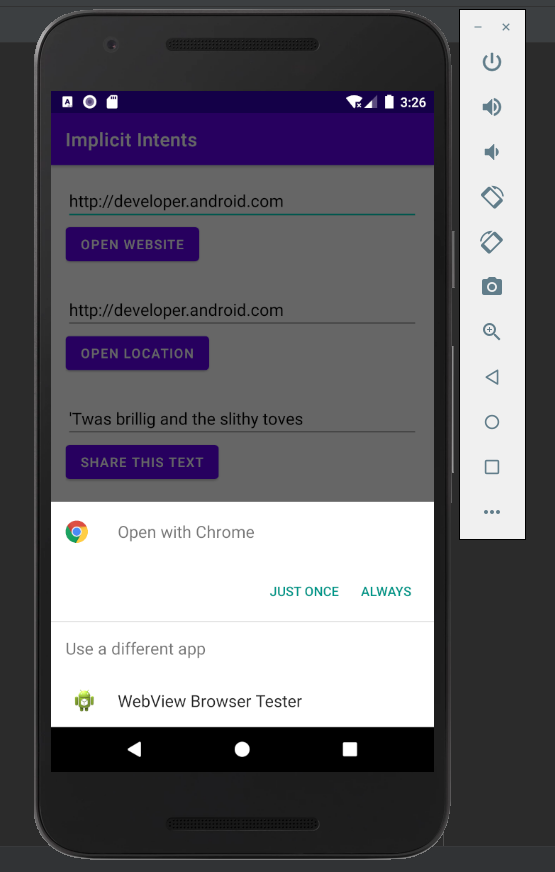 3:26
Implicit Intents
http://developer.android.com
OPEN WEBSITE
http://developer.android.com
OPEN LOCATION
'Twas brillig and the slithy toves
SHARE THIS TEXT
Open with Chrome
JUST ONCE ALWAYS
Use a different app
WebView Browser Tester